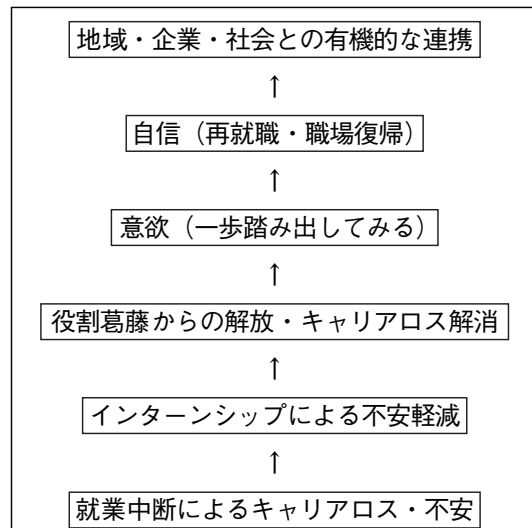 地域・企業・社会との有機的な連携
↑
自信（再就職・職場復帰）
↑
意欲（一歩踏み出してみる）
↑
役割葛藤からの解放・キャリアロス解消
↑
インターンシップによる不安軽減
↑
就業中断によるキャリアロス・不安